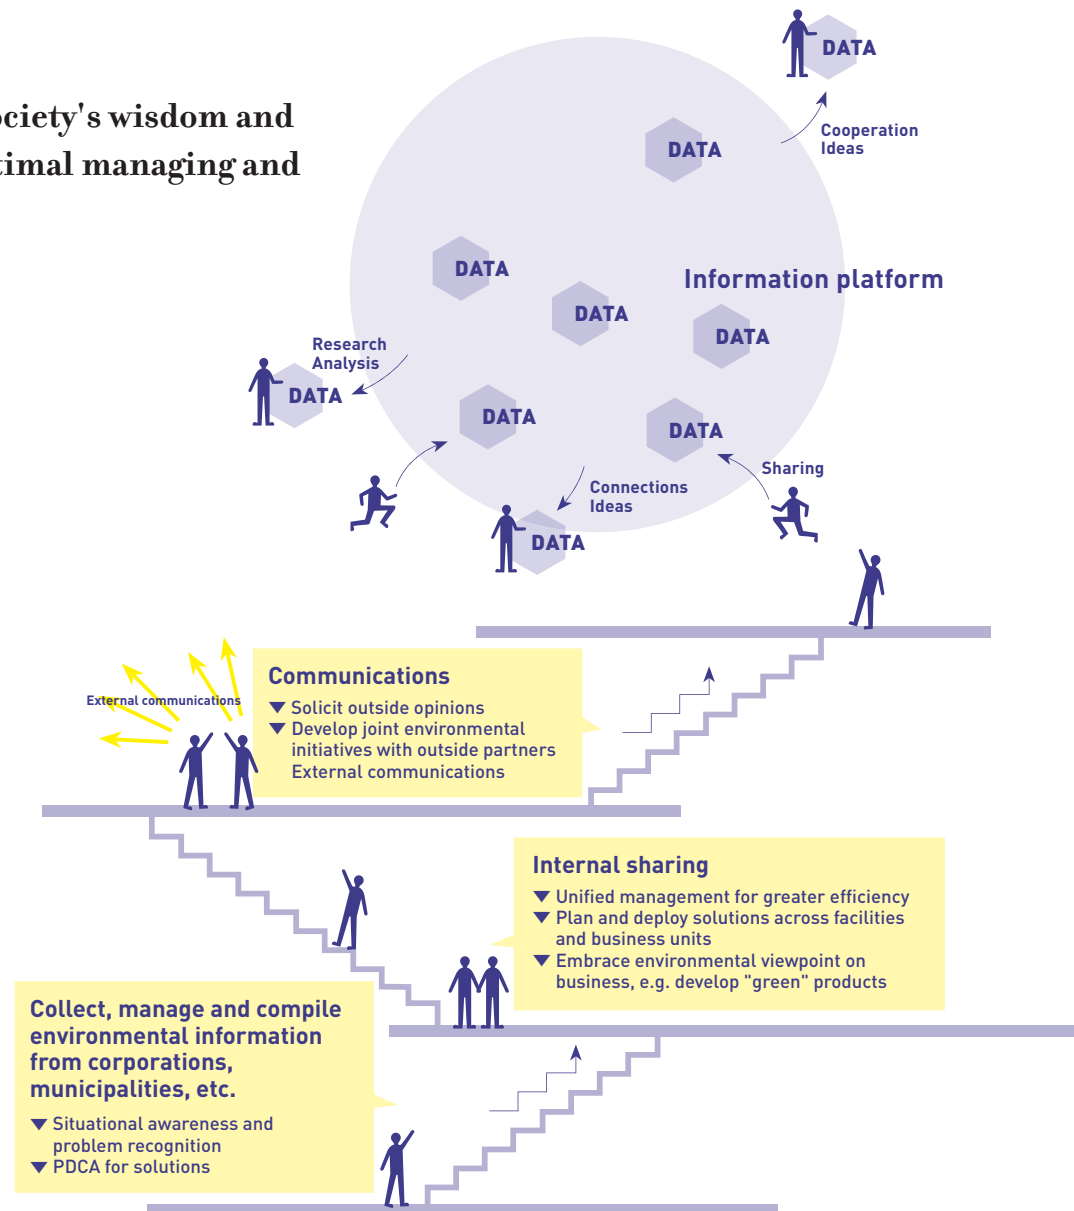 ciety's wisdom and
timal managing and
DATA
Cooperation
Ideas
DATA
DATA
Information platform
DATA
DATA
Research
Analysis
DATA
DATA
DATA
Sharing
Connections
Ideas
DATA
External communications
Communications
▼ Solicit outside opinions
▼ Develop joint environmental
initiatives with outside partners
External communications
Internal sharing
▼ Unified management for greater efficiency
▼ Plan and deploy solutions across facilities
and business units
▼ Embrace environmental viewpoint on
business, e.g. develop "green" products
Collect, manage and compile
environmental information
from corporations,
municipalities, etc.
▼ Situational awareness and
problem recognition
▼ PDCA for solutions